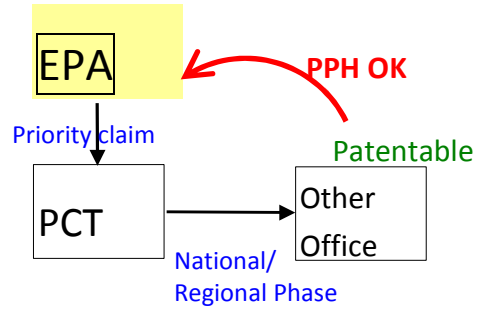 EPA
PPH OK
Priority claim
Patentable
PCT
Other
Office
National/
Regional Phase